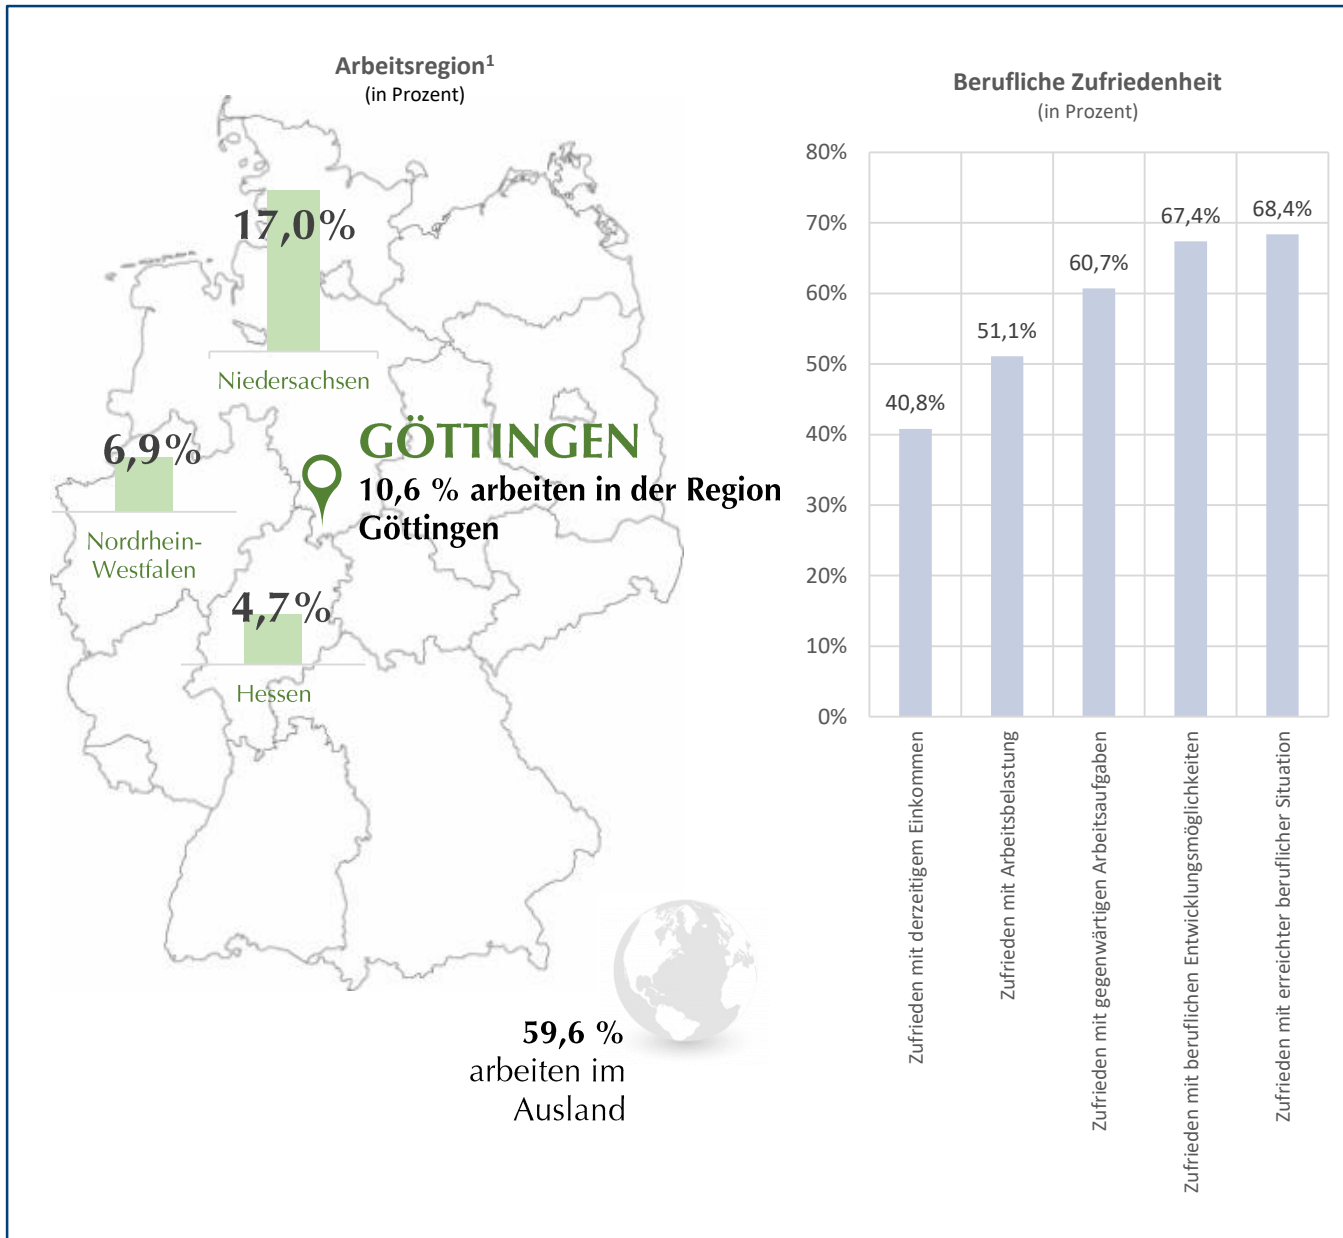 Arbeitsregion¹
(in Prozent)
17,0%
Niedersachsen
6,9%
Nordrhein-
Westfalen
GÖTTINGEN
10,6 % arbeiten in der Region
Göttingen
4,7%
Hessen
59,6 %
arbeiten im
Ausland
Berufliche Zufriedenheit
(in Prozent)
80%
70%
60%
50%
40%
30%
20%
10%
0%
40,8%
51,1%
60,7%
67,4%
68,4%
Zufrieden mit derzeitigem Einkommen
Zufrieden mit Arbeitsbelastung
Zufrieden mit gegenwärtigen Arbeitsaufgaben
Zufrieden mit beruflichen Entwicklungsmöglichkeiten
Zufrieden mit erreichter beruflicher Situation